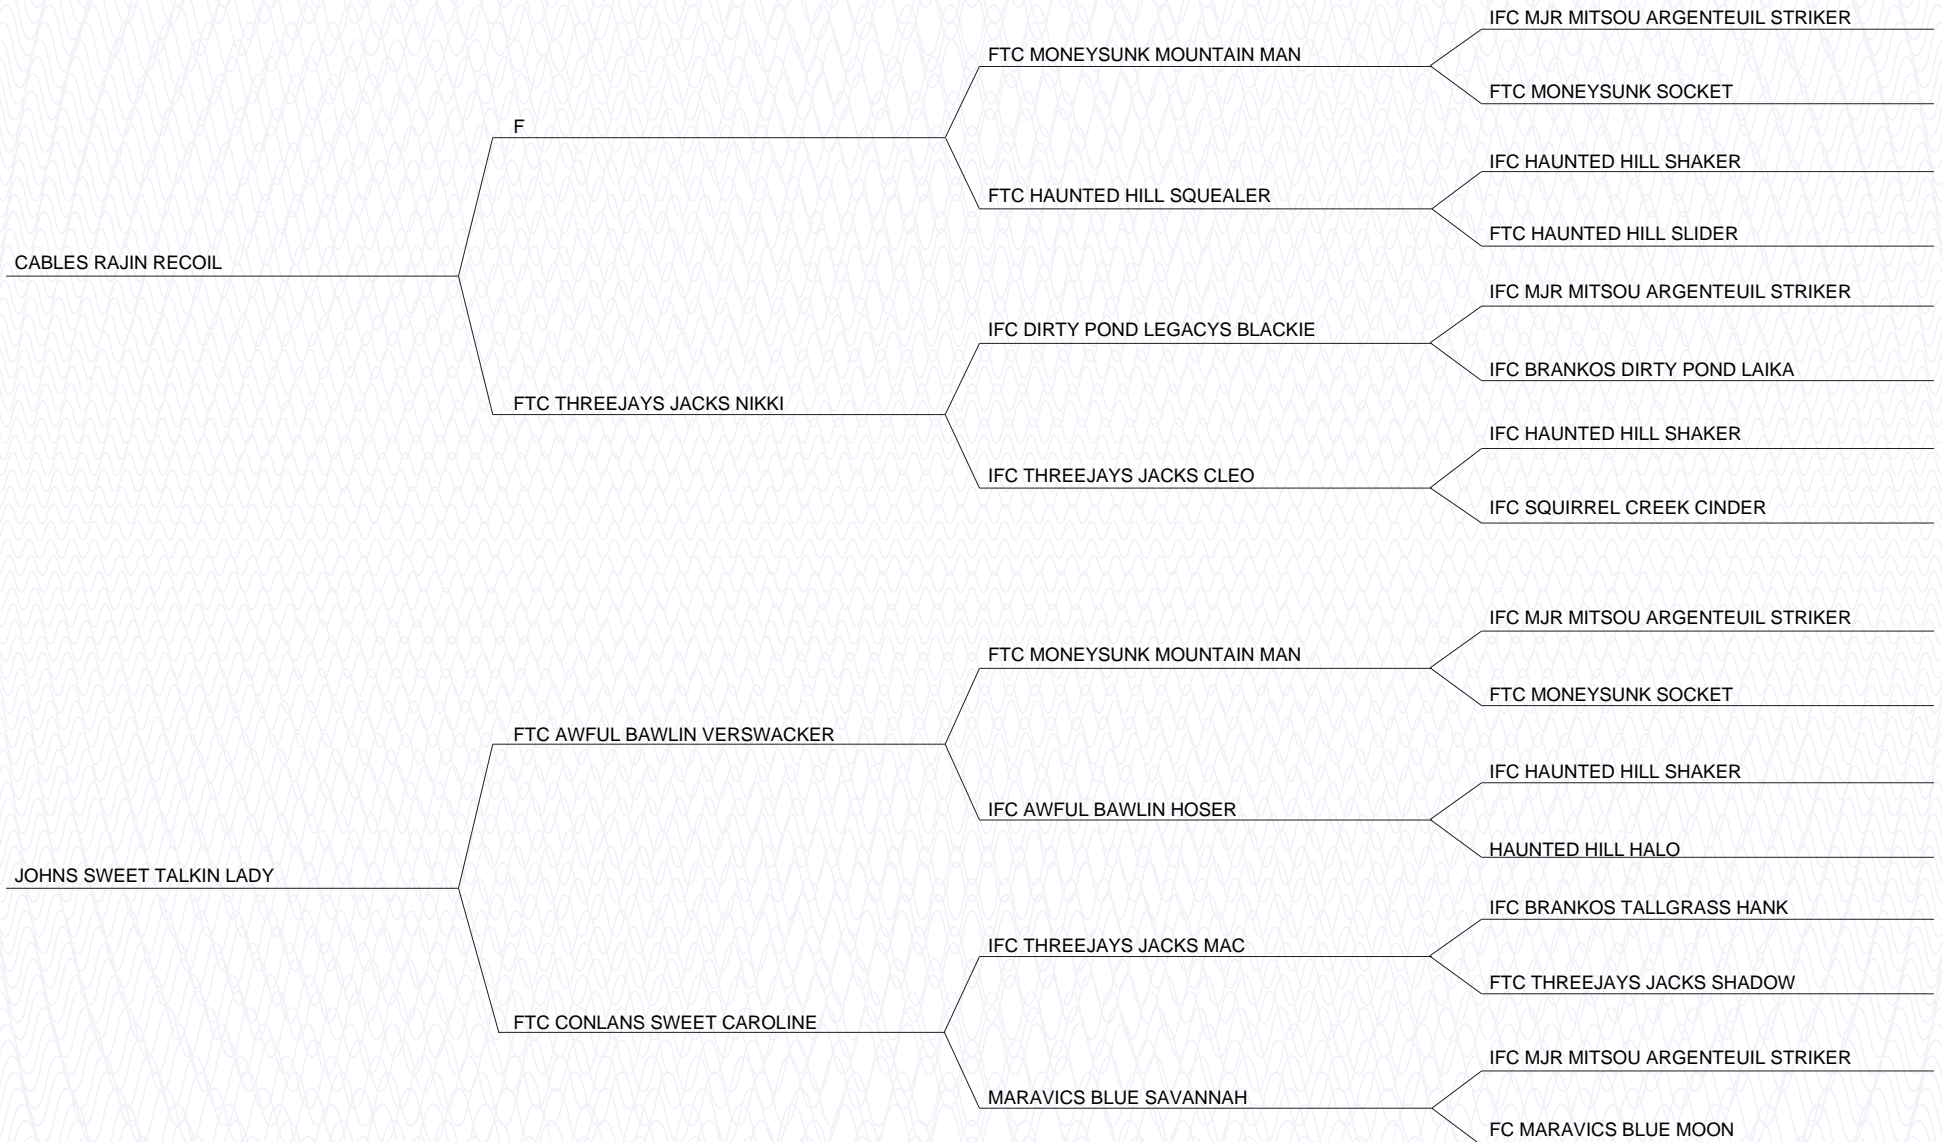 IFC MJR MITSOU ARGENTEUIL STRIKER
FTC MONEYSUNK MOUNTAIN MAN
FTC MONEYSUNK SOCKET
F
IFC HAUNTED HILL SHAKER
FTC HAUNTED HILL SQUEALER
FTC HAUNTED HILL SLIDER
CABLES RAJIN RECOIL
IFC MJR MITSOU ARGENTEUIL STRIKER
IFC DIRTY POND LEGACYS BLACKIE
IFC BRANKOS DIRTY POND LAIKA
FTC THREEJAYS JACKS NIKKI
IFC HAUNTED HILL SHAKER
IFC THREEJAYS JACKS CLEO
IFC SQUIRREL CREEK CINDER
IFC MJR MITSOU ARGENTEUIL STRIKER
FTC MONEYSUNK MOUNTAIN MAN
FTC MONEYSUNK SOCKET
FTC AWFUL BAWLIN VERSWACKER
IFC HAUNTED HILL SHAKER
IFC AWFUL BAWLIN HOSER
HAUNTED HILL HALO
JOHNS SWEET TALKIN LADY
IFC BRANKOS TALLGRASS HANK
IFC THREEJAYS JACKS MAC
FTC THREEJAYS JACKS SHADOW
FTC CONLANS SWEET CAROLINE
IFC MJR MITSOU ARGENTEUIL STRIKER
MARAVICS BLUE SAVANNAH
FC MARAVICS BLUE MOON